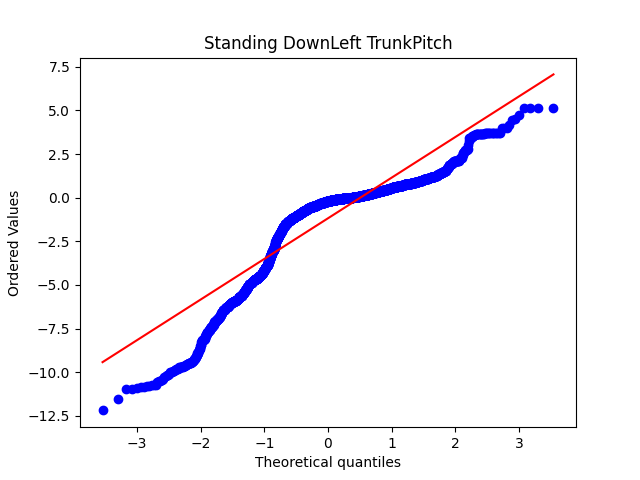 Standing DownLeft TrunkPitch
7.5
5.0
2.5
0.0
−2.5
−5.0
−7.5
−10.0
−12.5
Ordered Values
−3 −2 −1 0 1 2 3
Theoretical quantiles